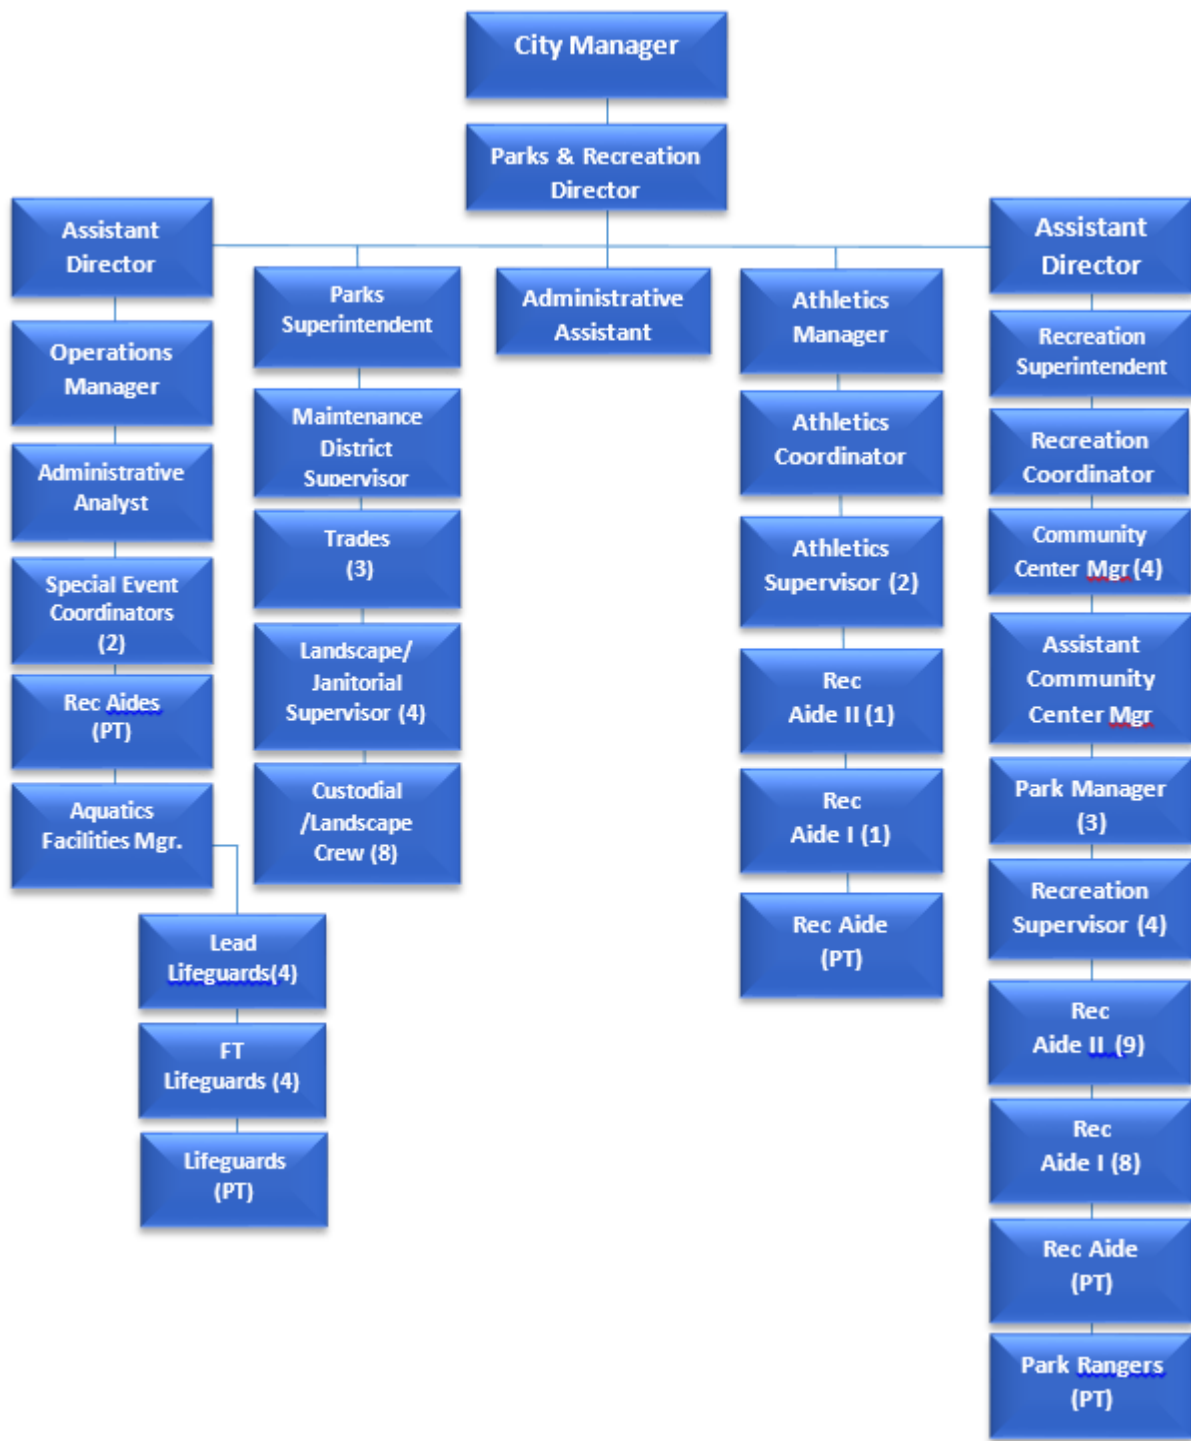 City Manager
Parks & Recreation
Director
Assistant
Director
Operations
Manager
Administrative
Analyst
Special Event
Coordinators
(2)
Rec Aides
(PT)
Aquatics
Facilities Mgr.
Lead
Lifeguards(4)
FT
Lifeguards (4)
Lifeguards
(PT)
Parks
Superintendent
Maintenance
District
Supervisor
Trades
(3)
Landscape/
Janitorial
Supervisor (4)
Custodial
/Landscape
Crew (8)
Administrative
Assistant
Athletics
Manager
Athletics
Coordinator
Athletics
Supervisor (2)
Rec
Aide II (1)
Rec
Aide I (1)
Rec Aide
(PT)
Assistant
Director
Recreation
Superintendent
Recreation
Coordinator
Community
Center Mgr (4)
Assistant
Community
Center Mgr
Park Manager
(3)
Recreation
Supervisor (4)
Rec
Aide II (9)
Rec
Aide I (8)
Rec Aide
(PT)
Park Rangers
(PT)